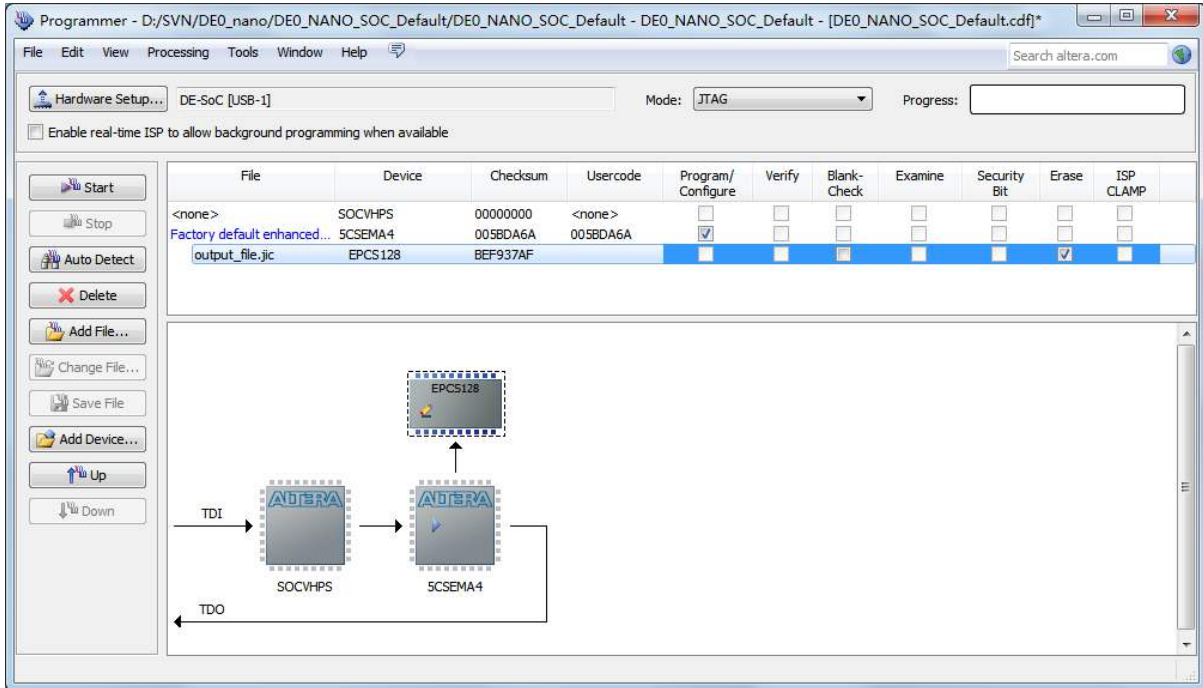 Programmer - D:/SVN/DE0_nano/DE0_NANO_SOC_Default/DE0_NANO_SOC_Default - DE0_NANO_SOC_Default - [DE0_NANO_SOC_Default.cdf]*
File Edit View Processing Tools Window Help Search altera.com
Hardware Setup... DE-SoC [USB-1] Mode: JTAG Progress:
Enable real-time ISP to allow background programming when available
Start
Stop
Auto Detect
Delete
Add File...
Change File...
Save File
Add Device...
Up
Down
File Device Checksum Usercode Program/ Verify Blank- Examine Security Erase ISP
Configure Check Bit CLAMP
<none> SOCVHPS 00000000 <none>
Factory default enhanced... 5CSEMA4 005BDA6A 005BDA6A
output_file.jic EPCS128 BEF937AF
EPCS128
ALTERA ALTERA
TDI
SOCVHPS 5CSEMA4
TDO